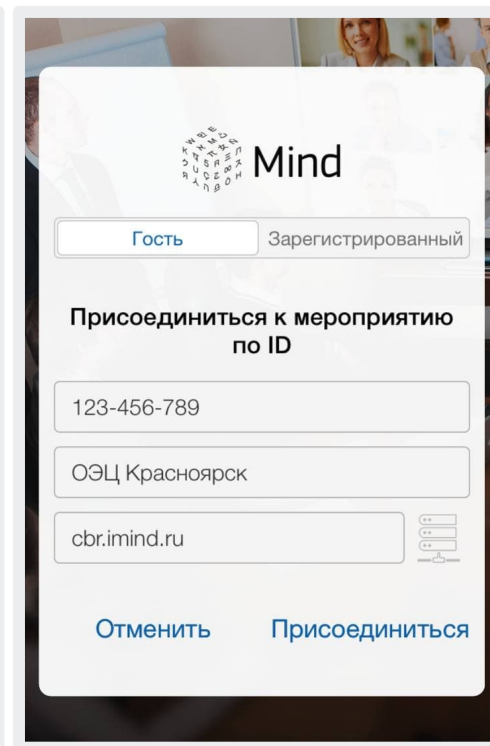 Mind
Гость
Зарегистрированный
Присоединиться к мероприятию
по ID
123-456-789
ОЭЦ Красноярск
cbr.imind.ru
Отменить
Присоединиться